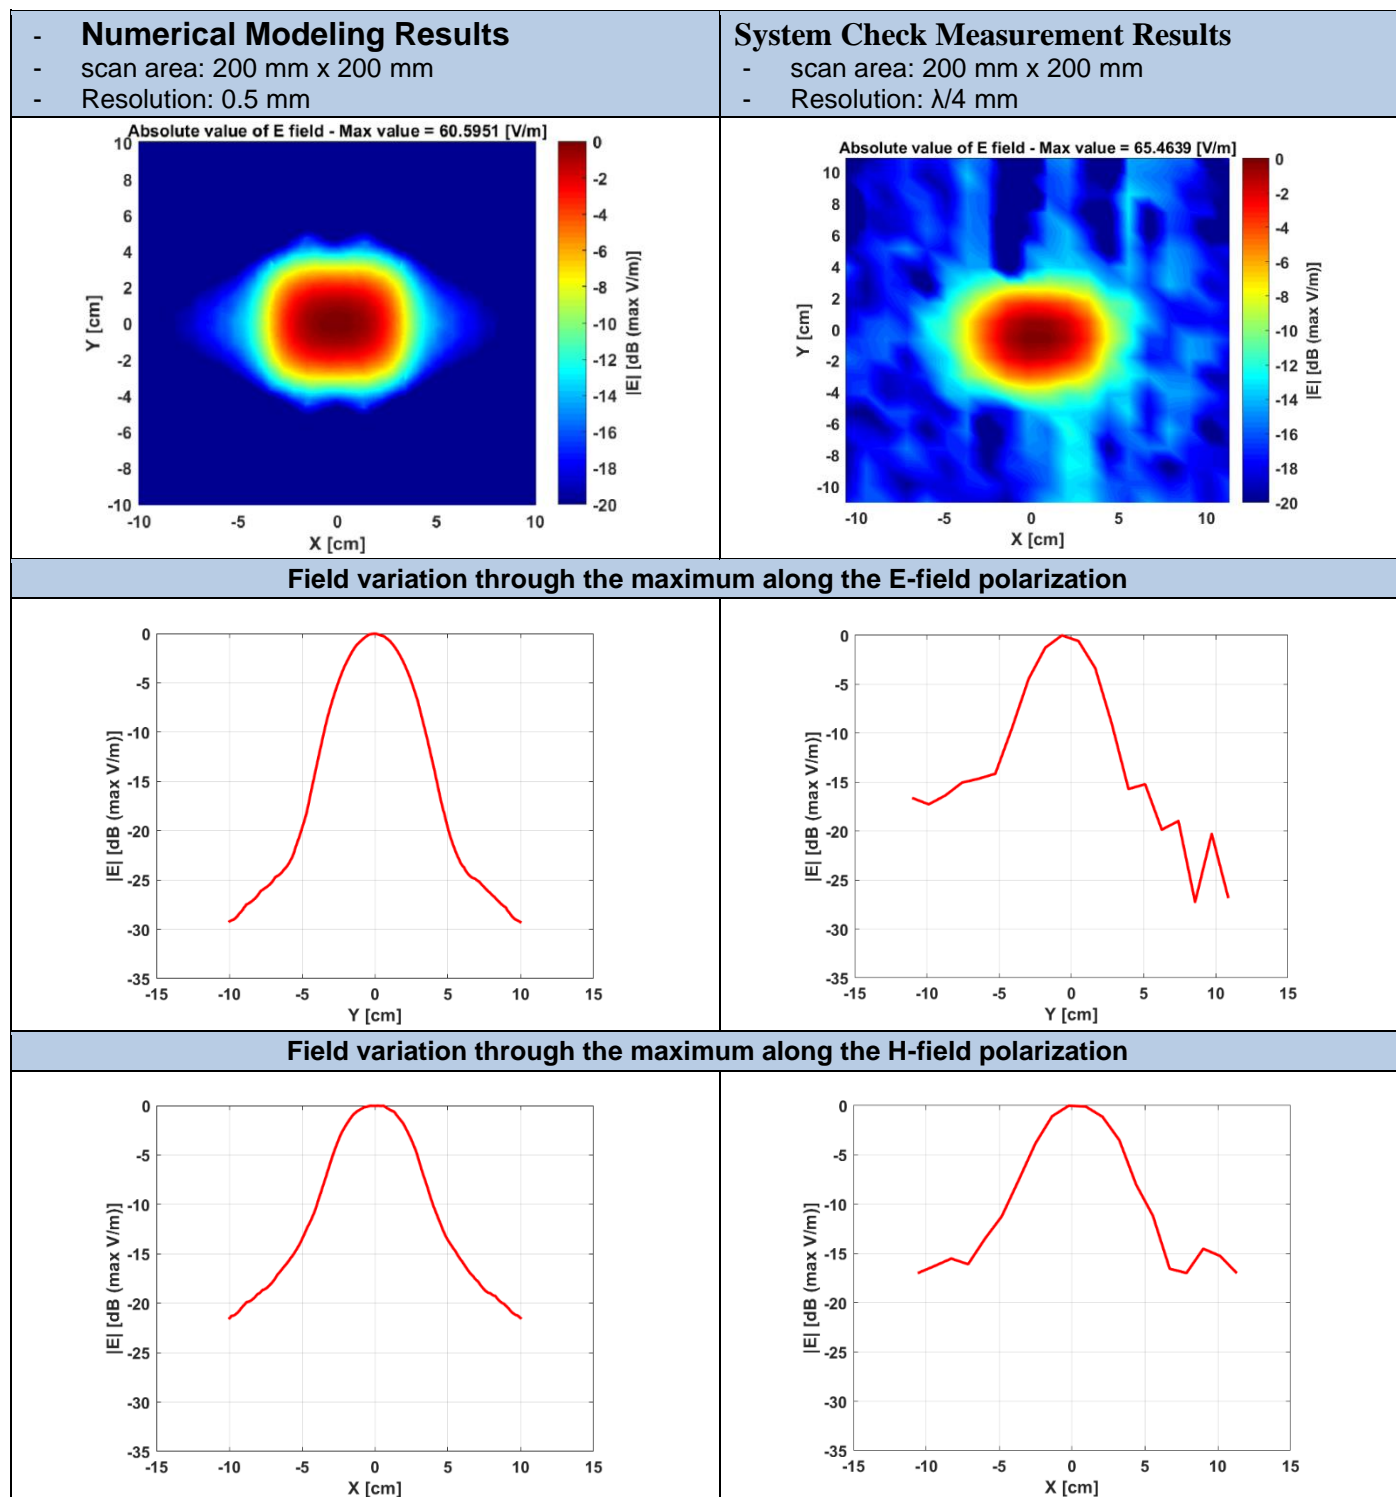 - Numerical Modeling Results
- scan area: 200 mm x 200 mm
- Resolution: 0.5 mm
System Check Measurement Results
- scan area: 200 mm x 200 mm
- Resolution: λ/4 mm
Absolute value of E field - Max value = 60.5951 [V/m]
10
8
6
4
2
0
-2
-4
-6
-8
-10
Y [cm]
-10 -5 0 5 10
X [cm]
0
-2
-4
-6
-8
-10
-12
-14
-16
-18
-20
|E| [dB (max V/m)]
Absolute value of E field - Max value = 65.4639 [V/m]
10
8
6
4
2
0
-2
-4
-6
-8
-10
Y [cm]
-10 -5 0 5 10
X [cm]
0
-2
-4
-6
-8
-10
-12
-14
-16
-18
-20
|E| [dB (max V/m)]
Field variation through the maximum along the E-field polarization
0
-5
-10
-15
-20
-25
-30
-35
|E| [dB (max V/m)]
-15 -10 -5 0 5 10 15
Y [cm]
0
-5
-10
-15
-20
-25
-30
-35
|E| [dB (max V/m)]
-15 -10 -5 0 5 10 15
Y [cm]
Field variation through the maximum along the H-field polarization
0
-5
-10
-15
-20
-25
-30
-35
|E| [dB (max V/m)]
-15 -10 -5 0 5 10 15
X [cm]
0
-5
-10
-15
-20
-25
-30
-35
|E| [dB (max V/m)]
-15 -10 -5 0 5 10 15
X [cm]